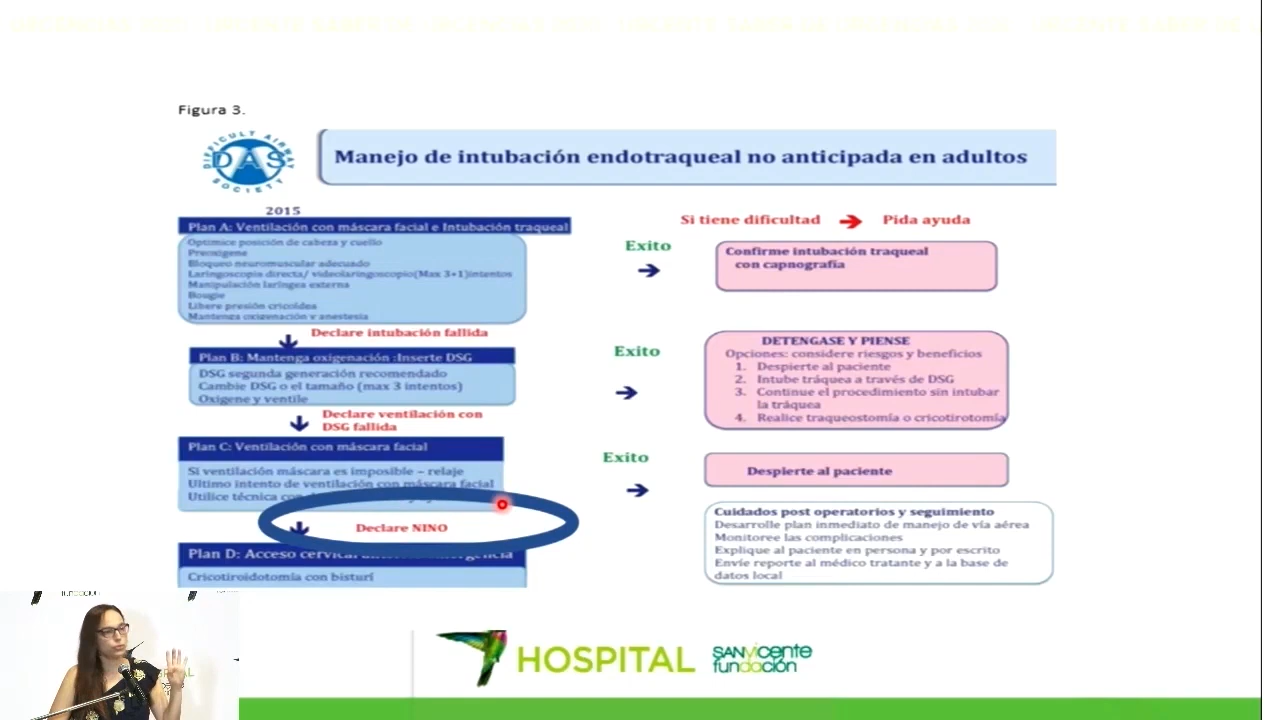 Figura 3.
DIFFICULT AIRWAY
DAS
SOCIETY
Manejo de intubación endotraqueal no anticipada en adultos
2015
Plan A: Ventilación con máscara facial e Intubación traqueal
Optimice posición de cabeza y cuello
Preoxigene
Bloqueo neuromuscular adecuado
Laringoscopia directa/ videolaringoscopio(Max 3+1)intentos
Manipulación laríngea externa
Bougie
Libere presión cricoidea
Mantenga oxigenación y anestesia
Si tiene dificultad
Pida ayuda
Exito
Confirme intubación traqueal
con capnografía
Declare intubación fallida
Plan B: Mantenga oxigenación :Inserte DSG
DSG segunda generación recomendado
Cambie DSG o el tamaño (max 3 intentos)
Oxigene y ventile
Exito
DETENGASE Y PIENSE
Opciones: considere riesgos y beneficios
1. Despierte al paciente
2. Intube tráquea a través de DSG
3. Continue el procedimiento sin intubar
la tráquea
4. Realice traqueostomía o cricotirotomía
Declare ventilación con
DSG fallida
Plan C: Ventilación con máscara facial
Si ventilación máscara es imposible – relaje
Ultimo intento de ventilación con máscara facial
Utilice técnica
Exito
Despierte al paciente
Declare NINO
Plan D: Acceso
Cricotiroidotomía con bisturí
Cuidados post operatorios y seguimiento
Desarrolle plan inmediato de manejo de vía aérea
Monitoree las complicaciones
Explique al paciente en persona y por escrito
Envíe reporte al médico tratante y a la base de
datos local
HOSPITAL
SANVicente
fundación